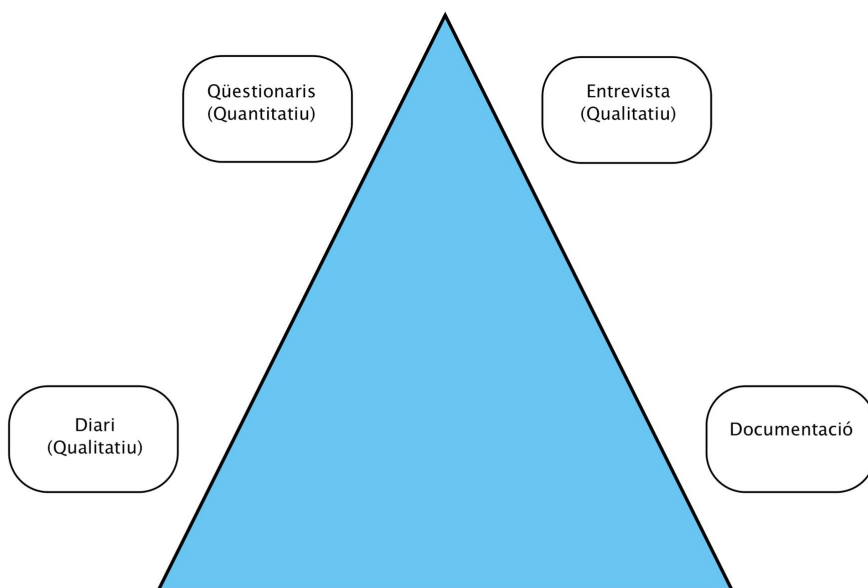 Qüestionaris
(Quantitatiu)
Entrevista
(Qualitatiu)
Diari
(Qualitatiu)
Documentació